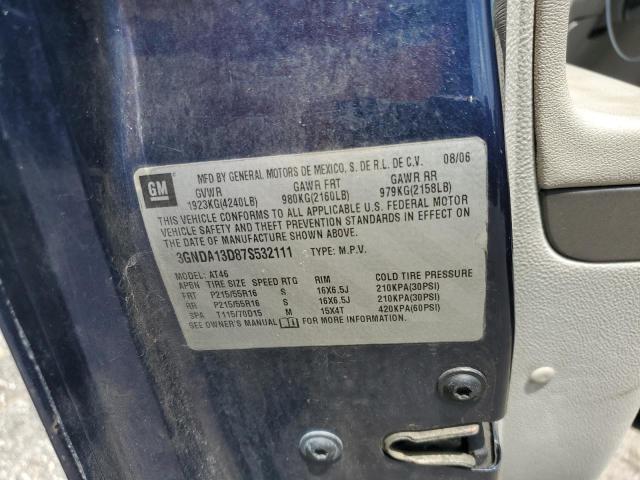 GM
MFD BY GENERAL MOTORS DE MEXICO, S. DE R.L. DE C.V. 08/06
GVWR GAWR FRT GAWR RR
1923KG(4240LB) 980KG(2160LB) 979KG(2158LB)
THIS VEHICLE CONFORMS TO ALL APPLICABLE U.S. FEDERAL MOTOR
VEHICLE SAFETY AND THEFT PREVENTION STANDARDS IN EFFECT ON
THE DATE OF MANUFACTURE SHOWN ABOVE.
3GNDA13D87S532111 TYPE: M.P.V.
MODEL: AT46
APBN TIRE SIZE SPEED RTG RIM COLD TIRE PRESSURE
FRT P215/55R16 S 16X6.5J 210KPA(30PSI)
RR P215/55R16 S 16X6.5J 210KPA(30PSI)
SPA T115/70D15 M 15X4T 420KPA(60PSI)
SEE OWNER'S MANUAL FOR MORE INFORMATION.